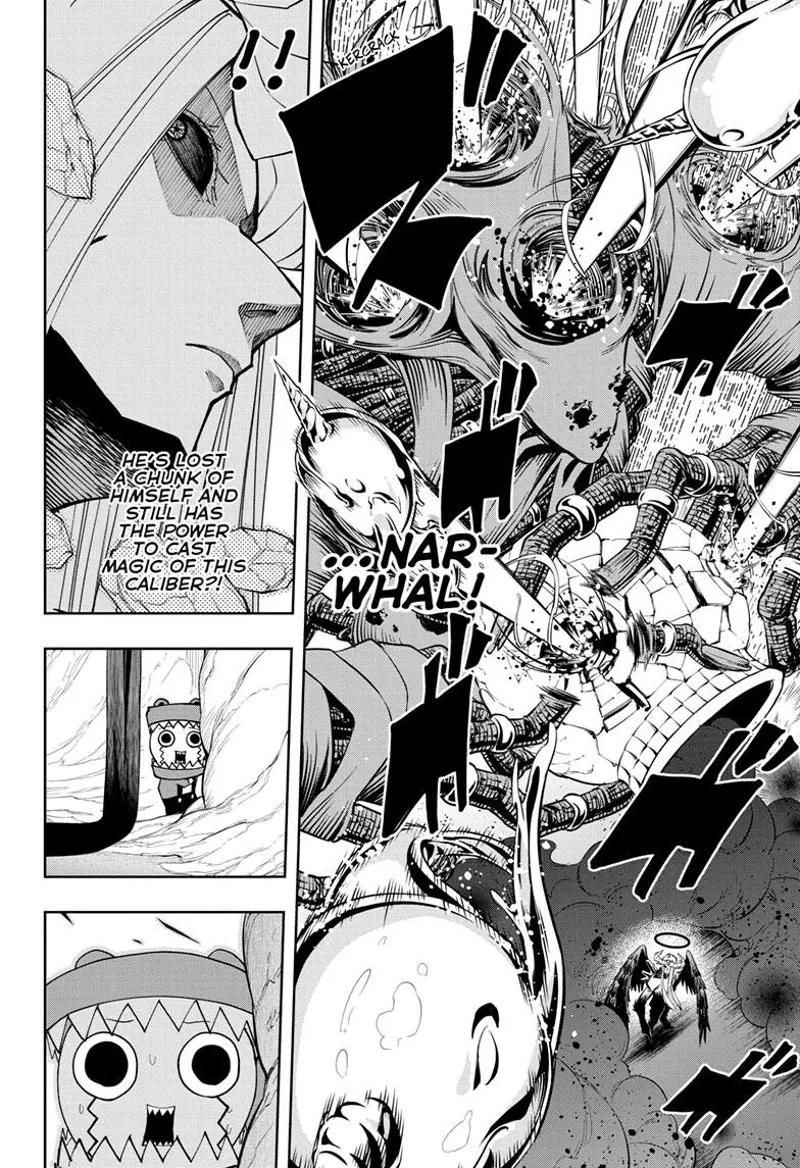 KERCRACK
...NAR-
WHAL!
!!
HE'S LOST
A CHUNK OF
HIMSELF AND
STILL HAS
THE POWER
TO CAST
MAGIC OF THIS
CALIBER?!